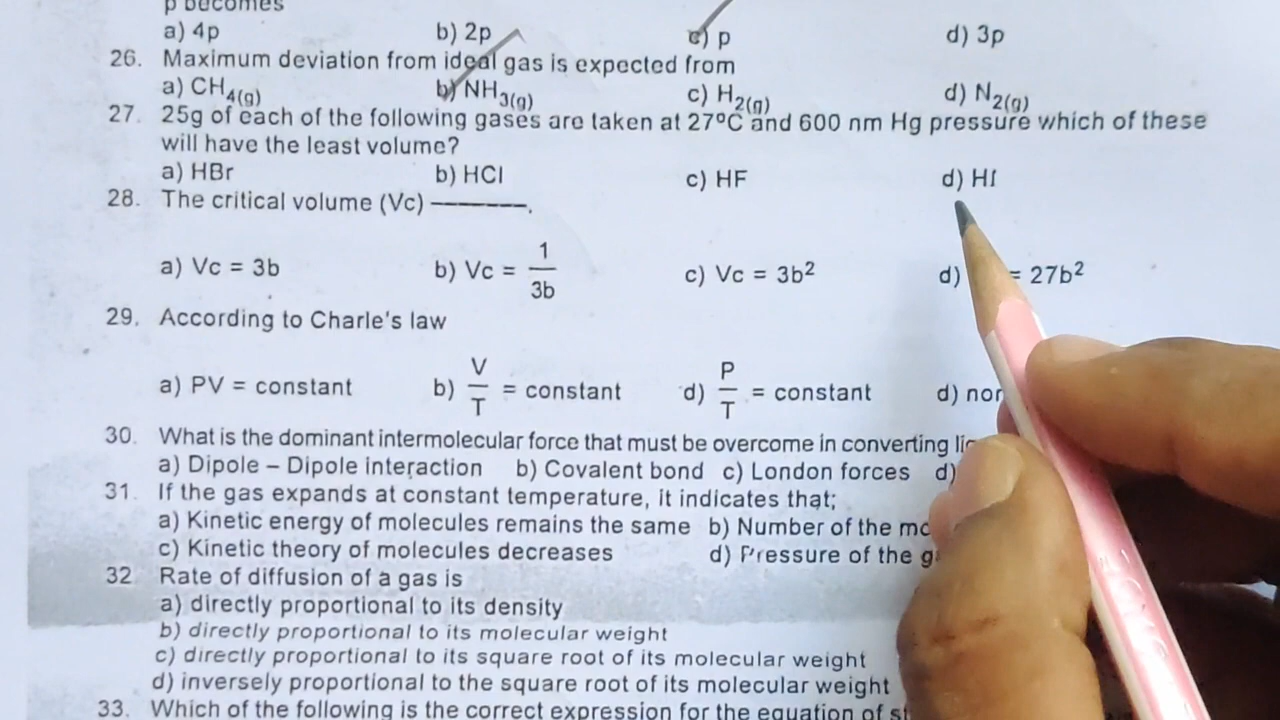 p becomes
a) 4p b) 2p c) p d) 3p
26. Maximum deviation from ideal gas is expected from
a) CH4(g) b) NH3(g) c) H2(g) d) N2(g)
27. 25g of each of the following gases are taken at 27ºC and 600 nm Hg pressure which of these
will have the least volume?
a) HBr b) HCl c) HF d) HI
28. The critical volume (Vc) ———.
a) Vc = 3b b) Vc = 1/3b c) Vc = 3b² d) = 27b²
29. According to Charle's law
a) PV = constant b) V/T = constant d) P/T = constant d)
30. What is the dominant intermolecular force that must be overcome in converting
a) Dipole – Dipole interaction b) Covalent bond c) London forces d)
31. If the gas expands at constant temperature, it indicates that;
a) Kinetic energy of molecules remains the same b) Number of the
c) Kinetic theory of molecules decreases d) Pressure of the
32 Rate of diffusion of a gas is
a) directly proportional to its density
b) directly proportional to its molecular weight
c) directly proportional to its square root of its molecular weight
d) inversely proportional to the square root of its molecular weight
33. Which of the following is the correct expression for the equation of